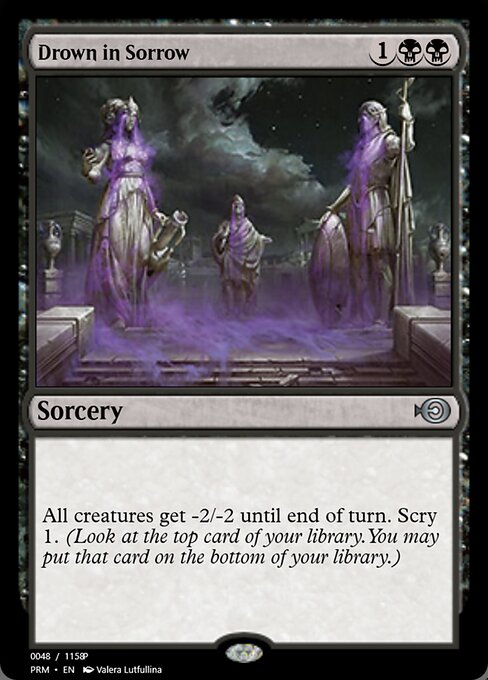 Drown in Sorrow 1
Sorcery
All creatures get -2/-2 until end of turn. Scry
1. (Look at the top card of your library. You may
put that card on the bottom of your library.)
0048 / 1158P
PRM • EN Valera Lutfullina